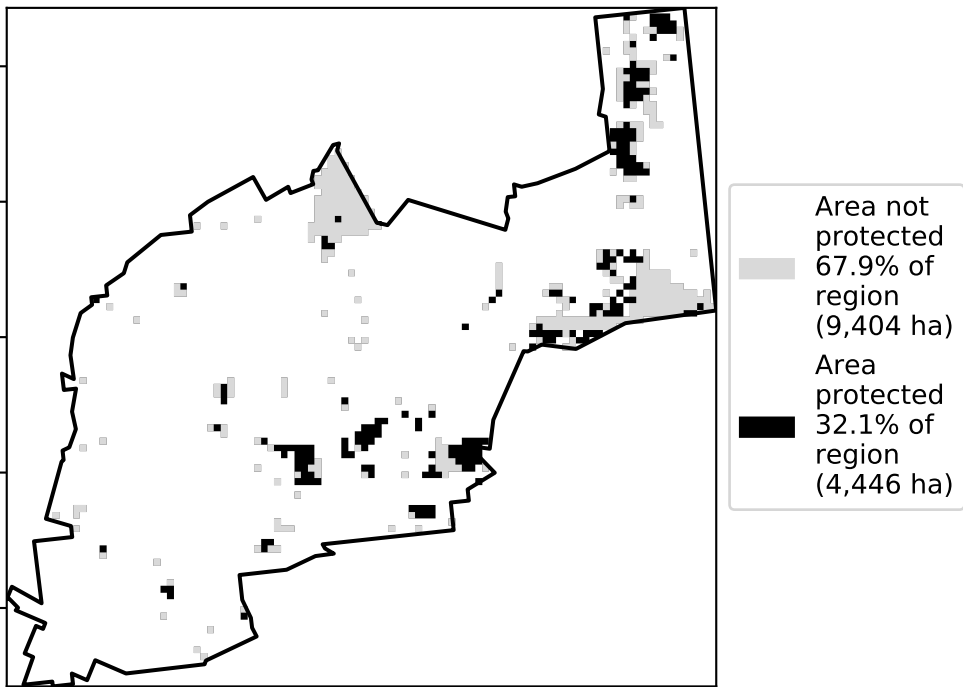 Area not
protected
67.9% of
region
(9,404 ha)
Area
protected
32.1% of
region
(4,446 ha)